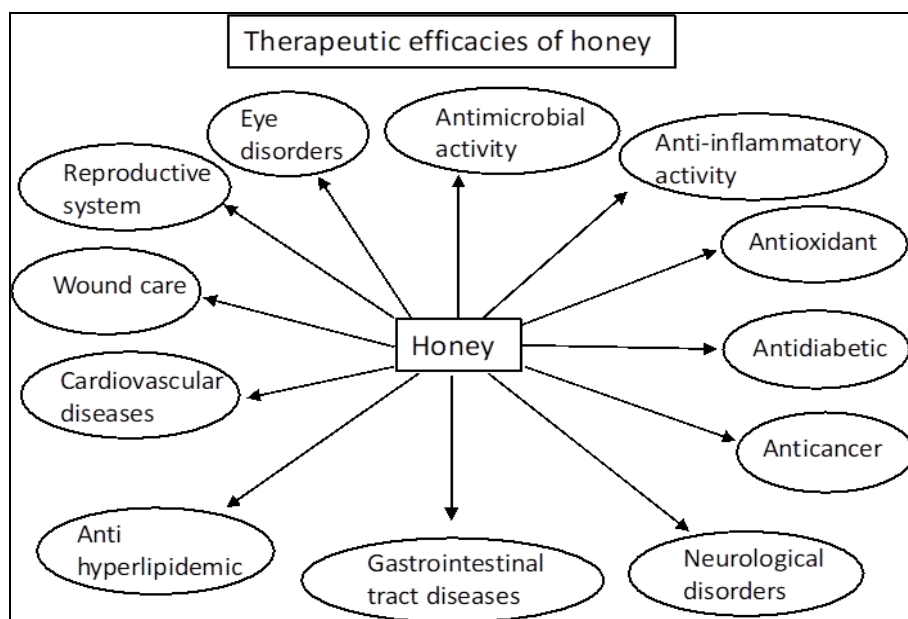 Therapeutic efficacies of honey
Eye
disorders
Antimicrobial
activity
Anti-inflammatory
activity
Reproductive
system
Antioxidant
Wound care
Honey
Antidiabetic
Cardiovascular
diseases
Anticancer
Anti
hyperlipidemic
Gastrointestinal
tract diseases
Neurological
disorders